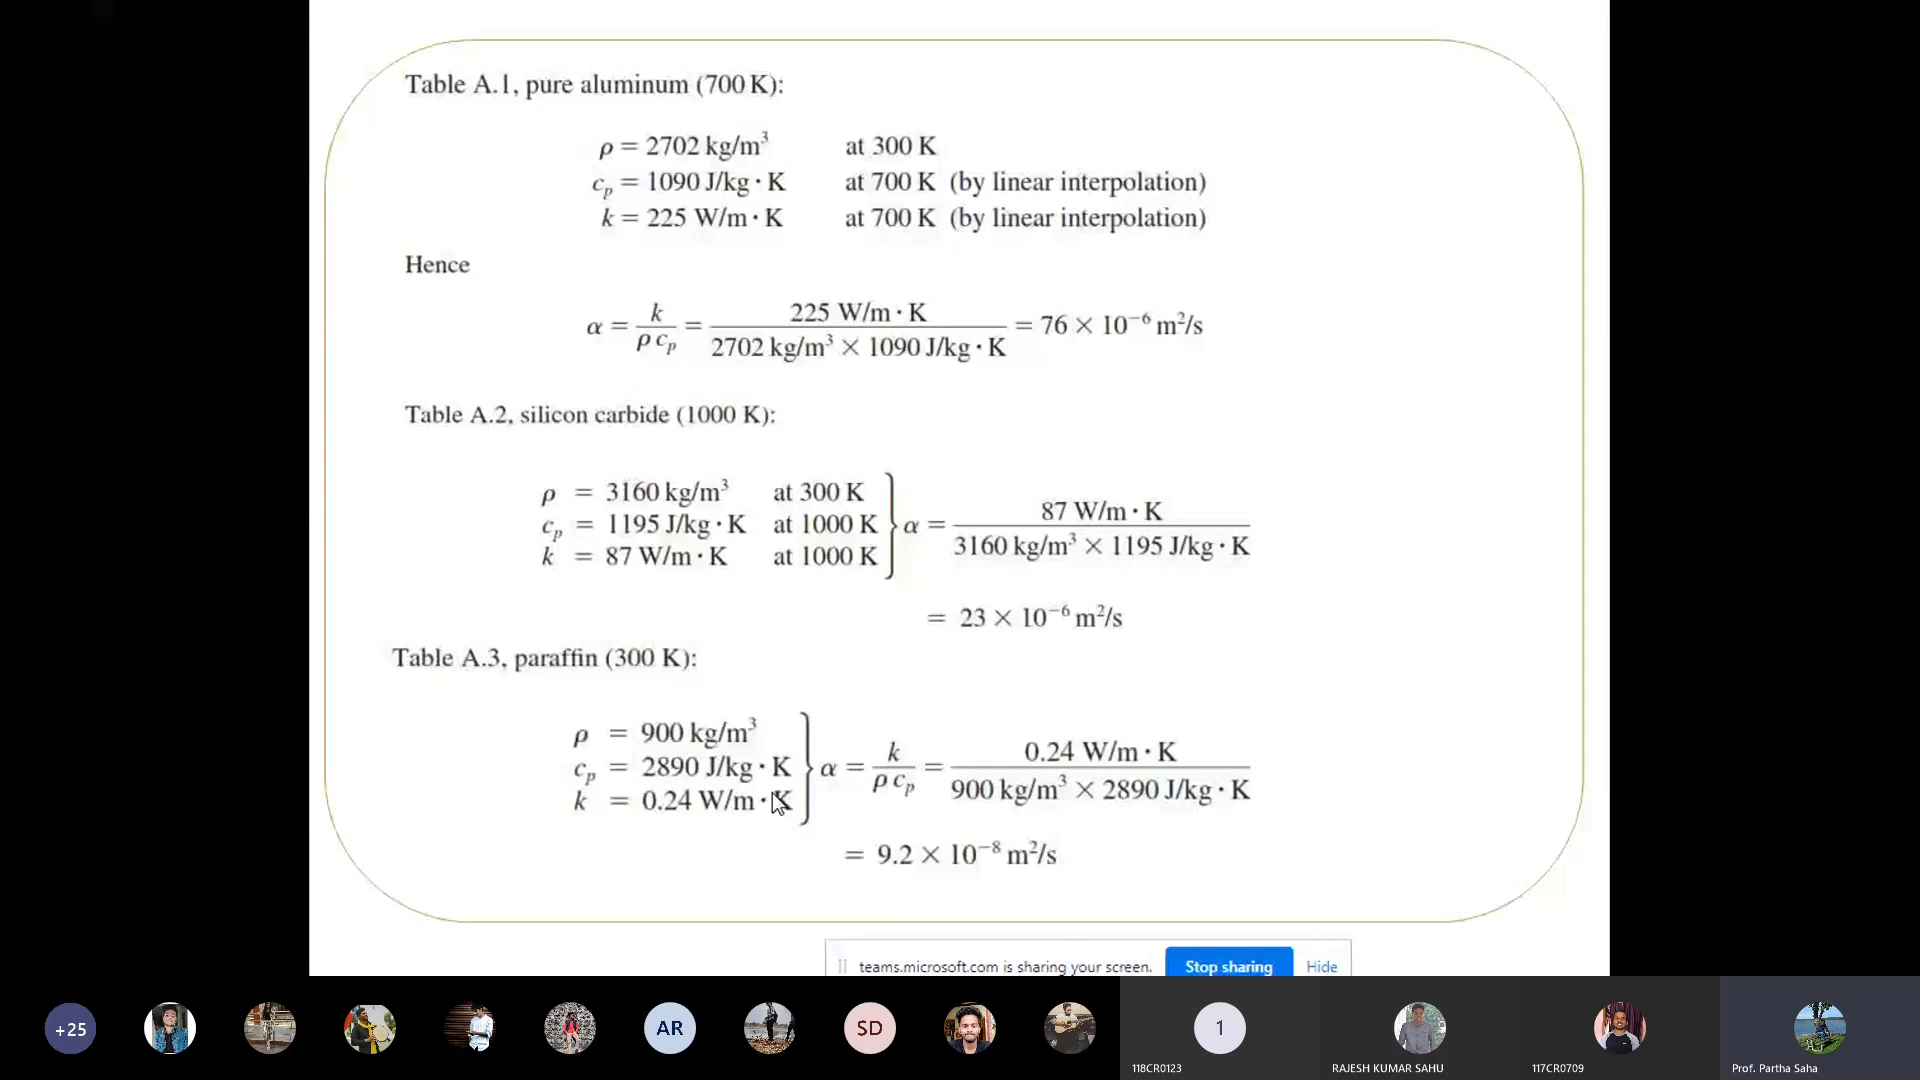 Table A.1, pure aluminum (700 K):
ρ = 2702 kg/m³ at 300 K
cₚ = 1090 J/kg · K at 700 K (by linear interpolation)
k = 225 W/m · K at 700 K (by linear interpolation)
Hence
α = k / ρ cₚ = 225 W/m · K / 2702 kg/m³ × 1090 J/kg · K = 76 × 10⁻⁶ m²/s
Table A.2, silicon carbide (1000 K):
ρ = 3160 kg/m³ at 300 K
cₚ = 1195 J/kg · K at 1000 K
k = 87 W/m · K at 1000 K
α = 87 W/m · K / 3160 kg/m³ × 1195 J/kg · K
= 23 × 10⁻⁶ m²/s
Table A.3, paraffin (300 K):
ρ = 900 kg/m³
cₚ = 2890 J/kg · K
k = 0.24 W/m · K
α = k / ρ cₚ = 0.24 W/m · K / 900 kg/m³ × 2890 J/kg · K
= 9.2 × 10⁻⁸ m²/s
teams.microsoft.com is sharing your screen. Stop sharing Hide
+25 AR SD 1
118CR0123 RAJESH KUMAR SAHU 117CR0709 Prof. Partha Saha